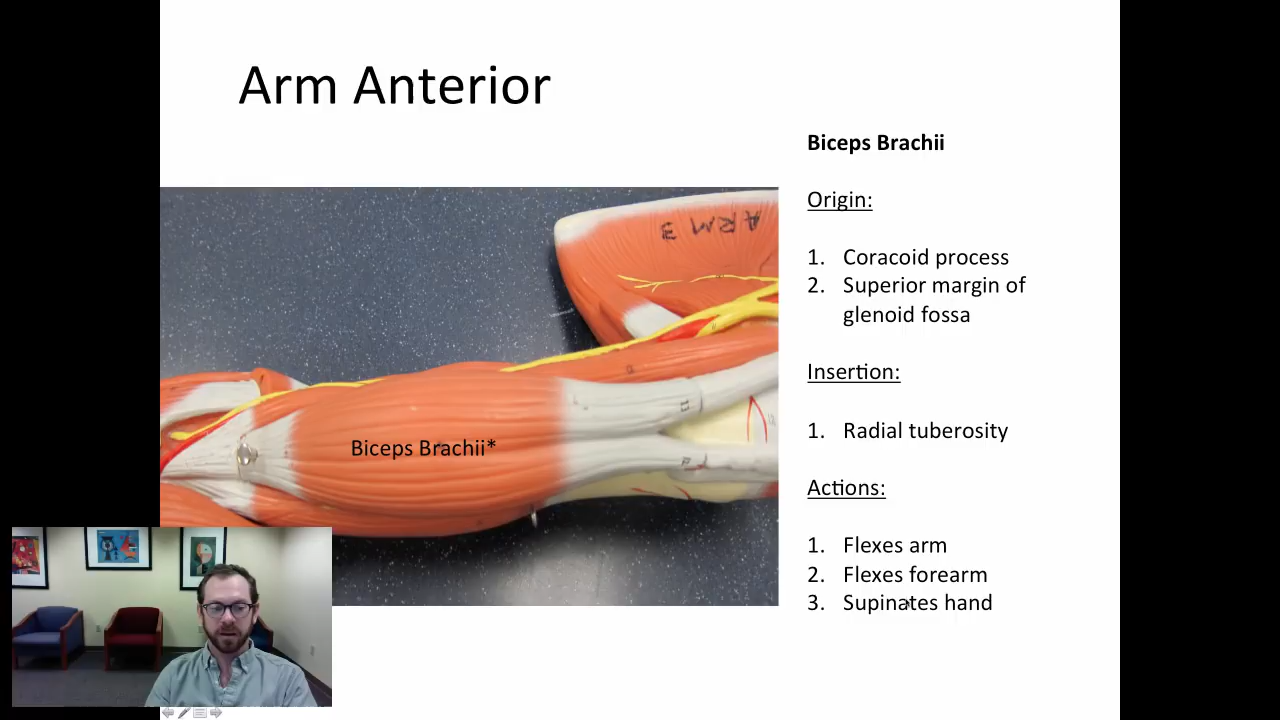 Arm Anterior
Biceps Brachii
Origin:
1. Coracoid process
2. Superior margin of
glenoid fossa
Insertion:
1. Radial tuberosity
Actions:
1. Flexes arm
2. Flexes forearm
3. Supinates hand
ARM 3
Biceps Brachii*